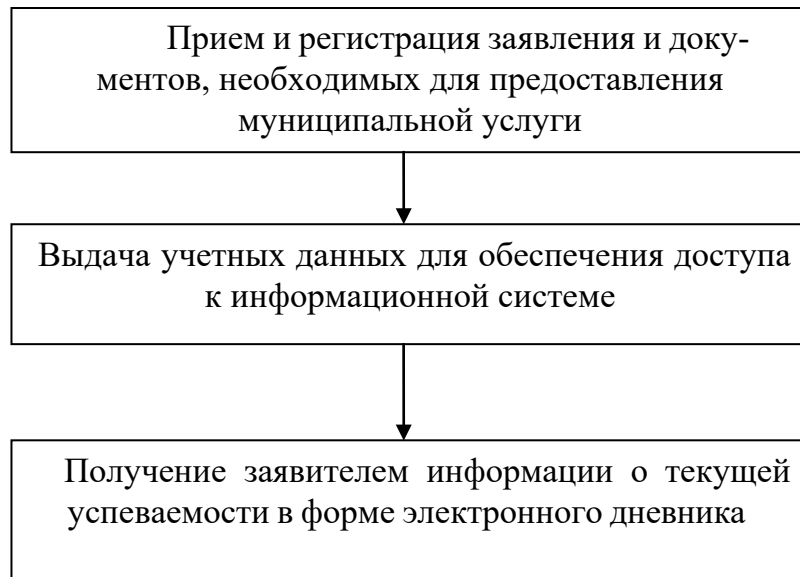 Прием и регистрация заявления и доку-
ментов, необходимых для предоставления
муниципальной услуги
Выдача учетных данных для обеспечения доступа
к информационной системе
Получение заявителем информации о текущей
успеваемости в форме электронного дневника